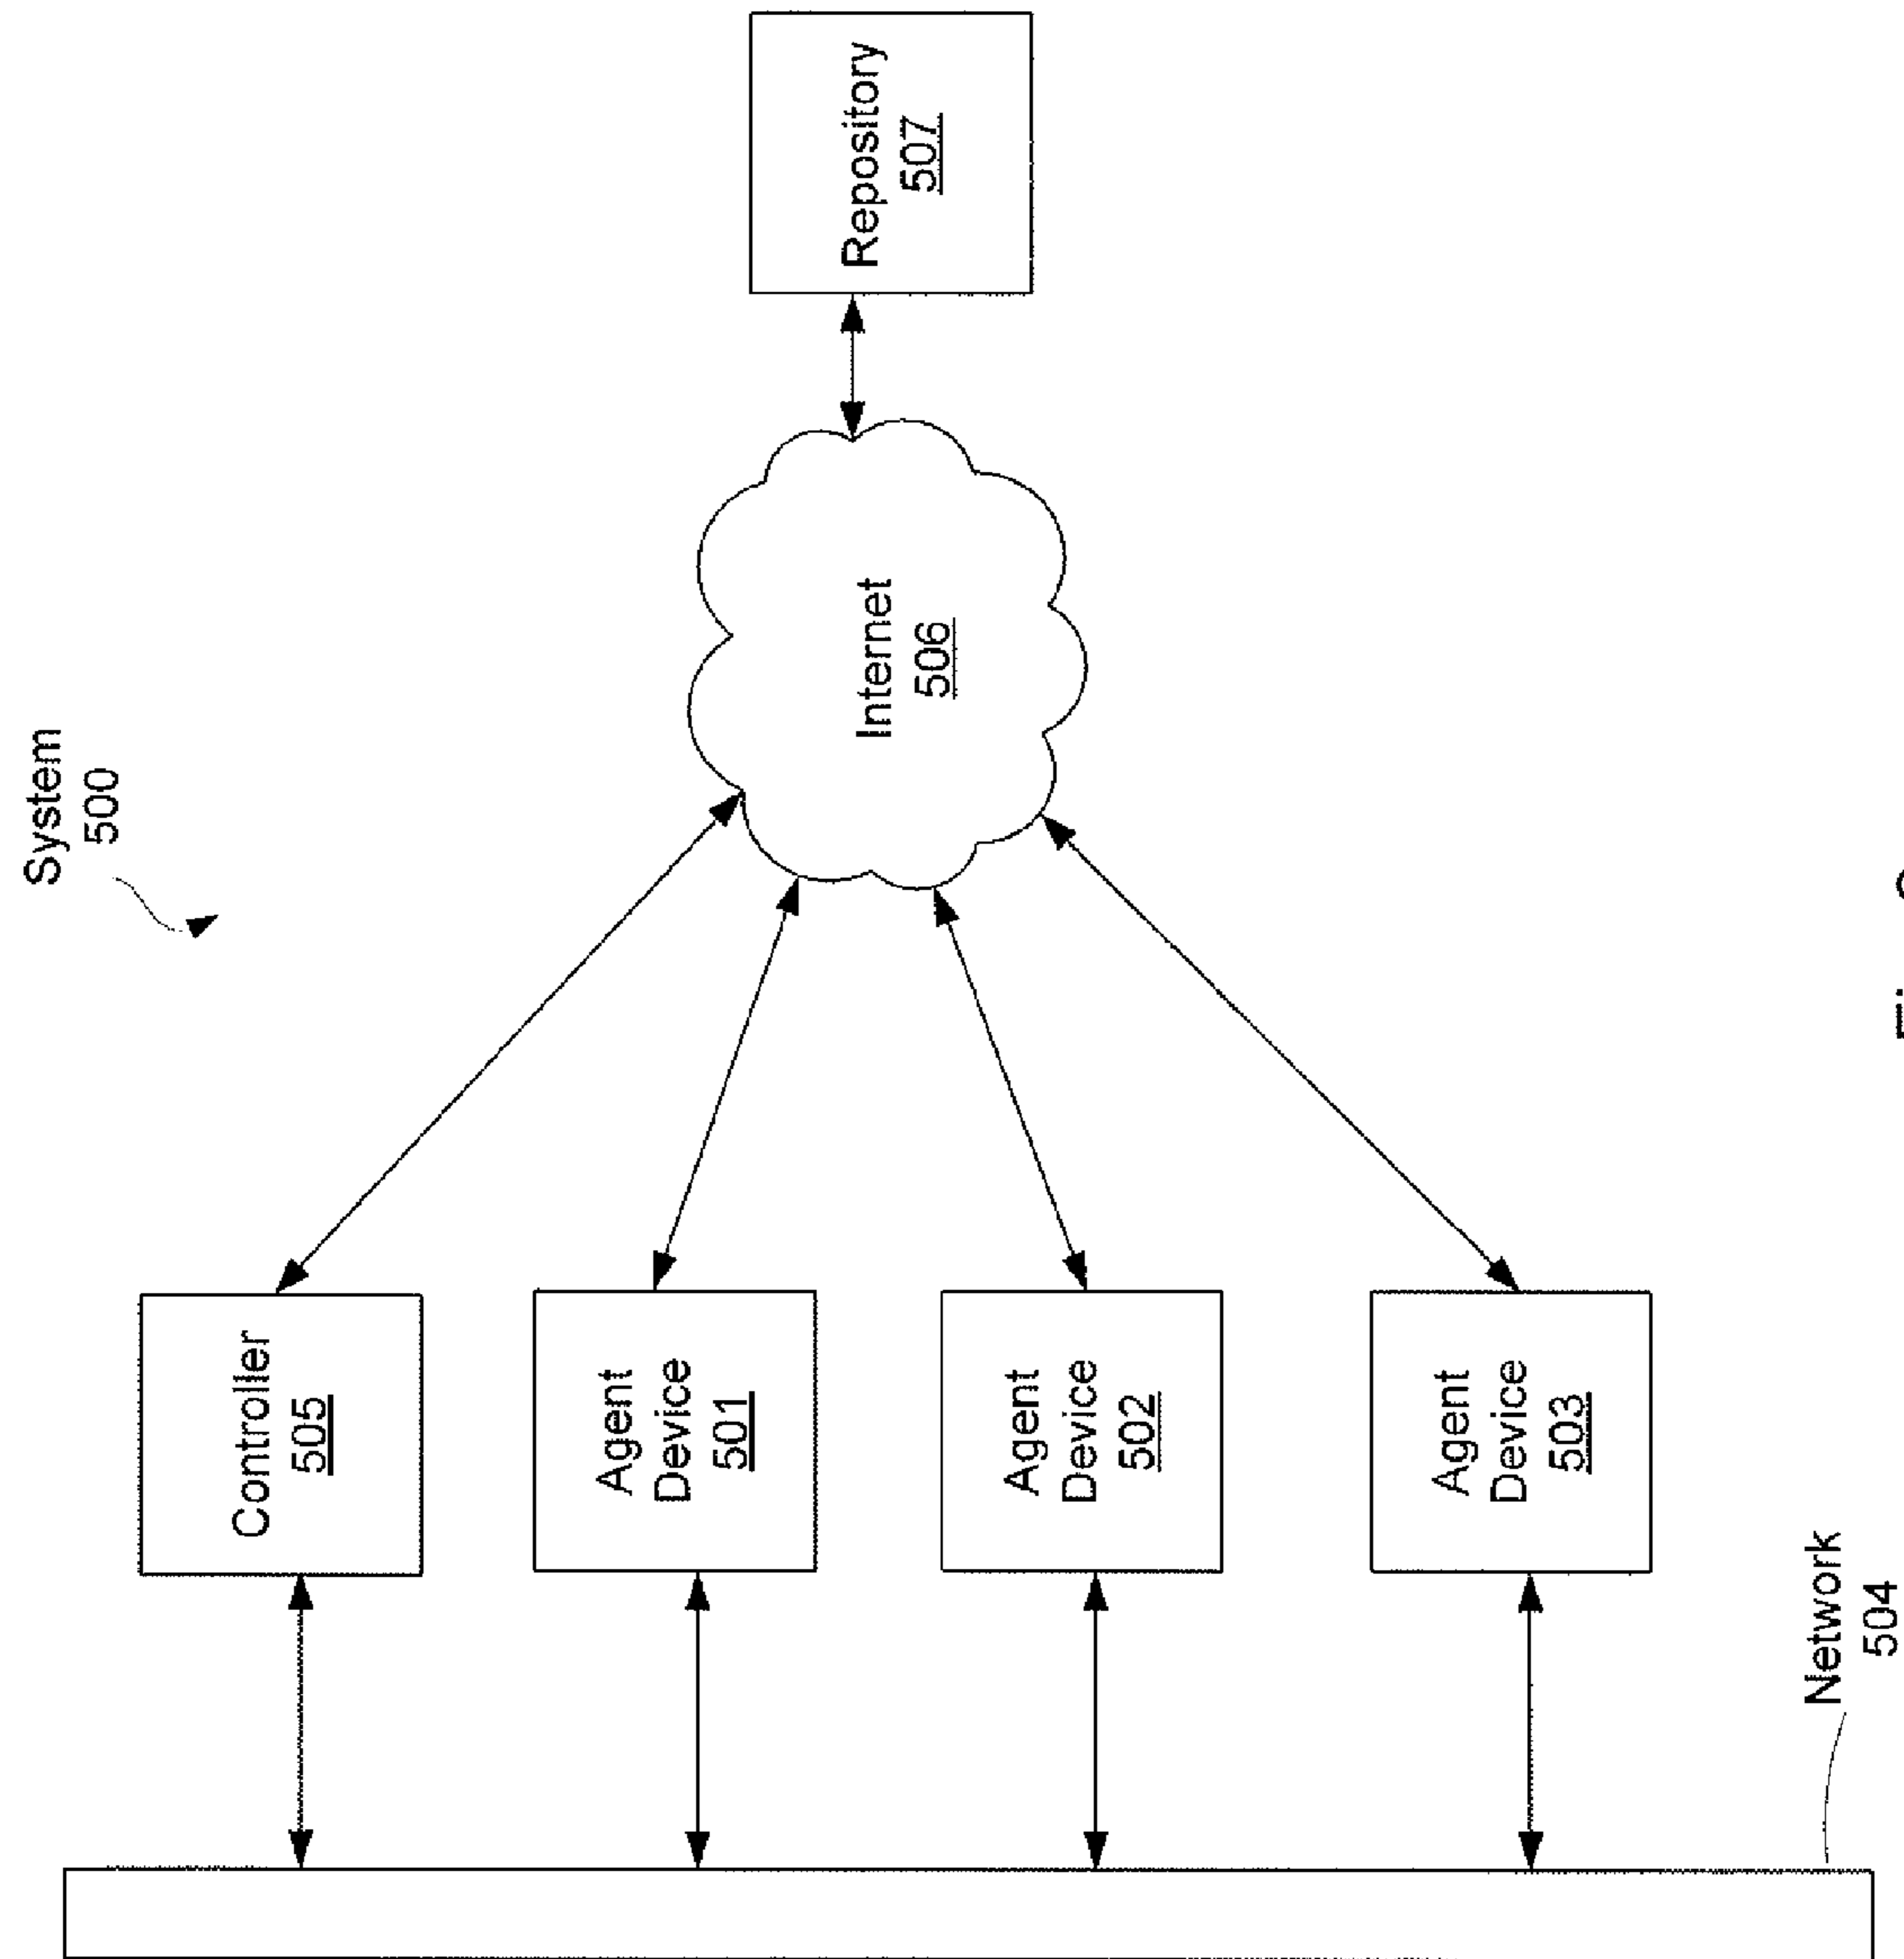 System
500
Controller
505
Agent
Device
501
Agent
Device
502
Agent
Device
503
Internet
506
Repository
507
Network
504